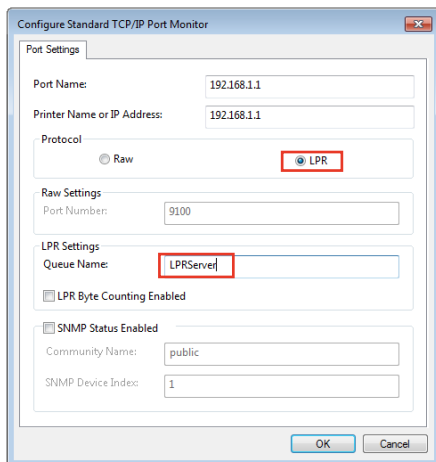 Configure Standard TCP/IP Port Monitor
Port Settings
Port Name: 192.168.1.1
Printer Name or IP Address: 192.168.1.1
Protocol
Raw LPR
Raw Settings
Port Number: 9100
LPR Settings
Queue Name: LPRServer
LPR Byte Counting Enabled
SNMP Status Enabled
Community Name: public
SNMP Device Index: 1
OK Cancel